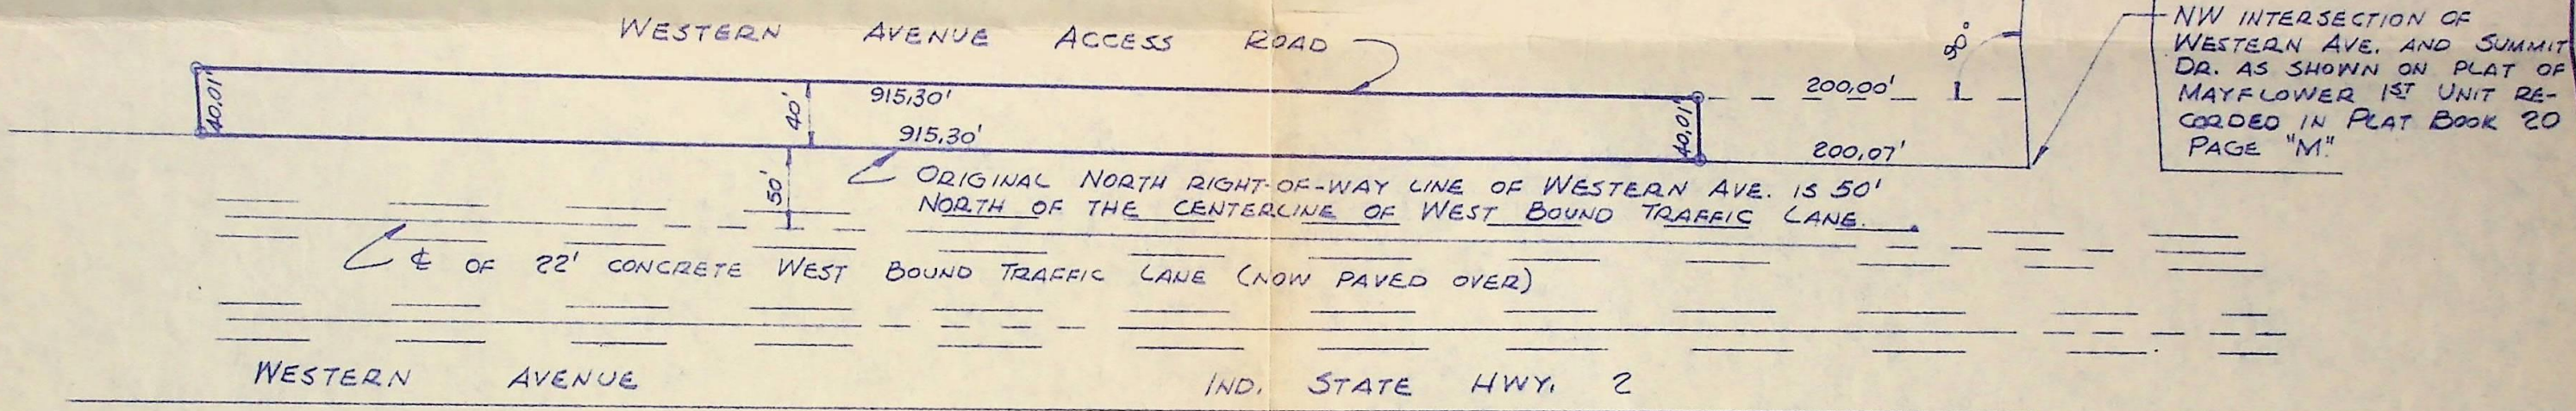 WESTERN AVENUE ACCESS ROAD
NW INTERSECTION OF
WESTERN AVE. AND SUMMIT
DR. AS SHOWN ON PLAT OF
MAYFLOWER 1ST UNIT RE-
CORDED IN PLAT BOOK 20
PAGE "M"
90°
40.01'
40'
915.30'
915.30'
40.01'
200.00'
200.07'
50'
ORIGINAL NORTH RIGHT-OF-WAY LINE OF WESTERN AVE. IS 50'
NORTH OF THE CENTERLINE OF WEST BOUND TRAFFIC LANE.
℄ OF 22' CONCRETE WEST BOUND TRAFFIC LANE (NOW PAVED OVER)
WESTERN AVENUE IND. STATE HWY. 2